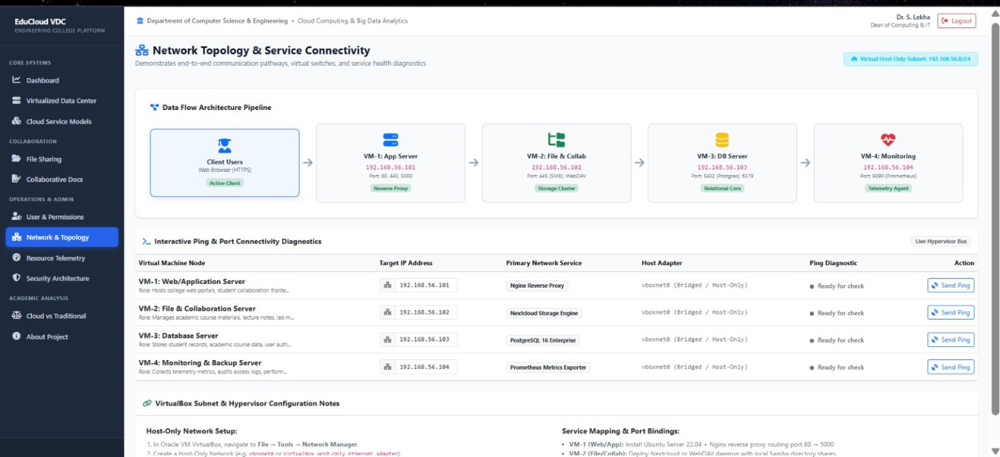 EduCloud VDC
ENGINEERING COLLEGE PLATFORM
CORE SYSTEMS
Dashboard
Virtualized Data Center
Cloud Service Models
COLLABORATION
File Sharing
Collaborative Docs
OPERATIONS & ADMIN
User & Permissions
Network & Topology
Resource Telemetry
Security Architecture
ACADEMIC ANALYSIS
Cloud vs Traditional
About Project
Department of Computer Science & Engineering • Cloud Computing & Big Data Analytics
Dr. S. Lekha
Dean of Computing & IT
Logout
Network Topology & Service Connectivity
Demonstrates end-to-end communication pathways, virtual switches, and service health diagnostics
Virtual Host-Only Subnet: 192.168.56.0/24
Data Flow Architecture Pipeline
Client Users
Web Browser (HTTPS)
Active Client
VM-1: App Server
192.168.56.101
Port: 80, 443, 5000
Reverse Proxy
VM-2: File & Collab
192.168.56.102
Port: 445 (SMB), WebDAV
Storage Cluster
VM-3: DB Server
192.168.56.103
Port: 5432 (Postgres), 6379
Relational Core
VM-4: Monitoring
192.168.56.104
Port: 9090 (Prometheus)
Telemetry Agent
Interactive Ping & Port Connectivity Diagnostics
Live Hypervisor Bus
Virtual Machine Node Target IP Address Primary Network Service Host Adapter Ping Diagnostic Action
VM-1: Web/Application Server
Role: Hosts college web portals, student collaboration fronte...
192.168.56.101 Nginx Reverse Proxy vboxnet0 (Bridged / Host-Only) Ready for check Send Ping
VM-2: File & Collaboration Server
Role: Manages academic course materials, lecture notes, lab m...
192.168.56.102 Nextcloud Storage Engine vboxnet0 (Bridged / Host-Only) Ready for check Send Ping
VM-3: Database Server
Role: Stores student records, academic course data, user auth...
192.168.56.103 PostgreSQL 16 Enterprise vboxnet0 (Bridged / Host-Only) Ready for check Send Ping
VM-4: Monitoring & Backup Server
Role: Collects telemetry metrics, audits access logs, perform...
192.168.56.104 Prometheus Metrics Exporter vboxnet0 (Bridged / Host-Only) Ready for check Send Ping
VirtualBox Subnet & Hypervisor Configuration Notes
Host-Only Network Setup:
1. In Oracle VM VirtualBox, navigate to File → Tools → Network Manager.
2. Create a Host-Only Network (e.g. vboxnet0 or VirtualBox Host-Only Ethernet Adapter).
Service Mapping & Port Bindings:
• VM-1 (Web/App): Install Ubuntu Server 22.04 + Nginx reverse proxy routing port 80 → 5000.
• VM-2 (File/Collab): Deploy Nextcloud or WebDAV daemon with local Samba directory shares.